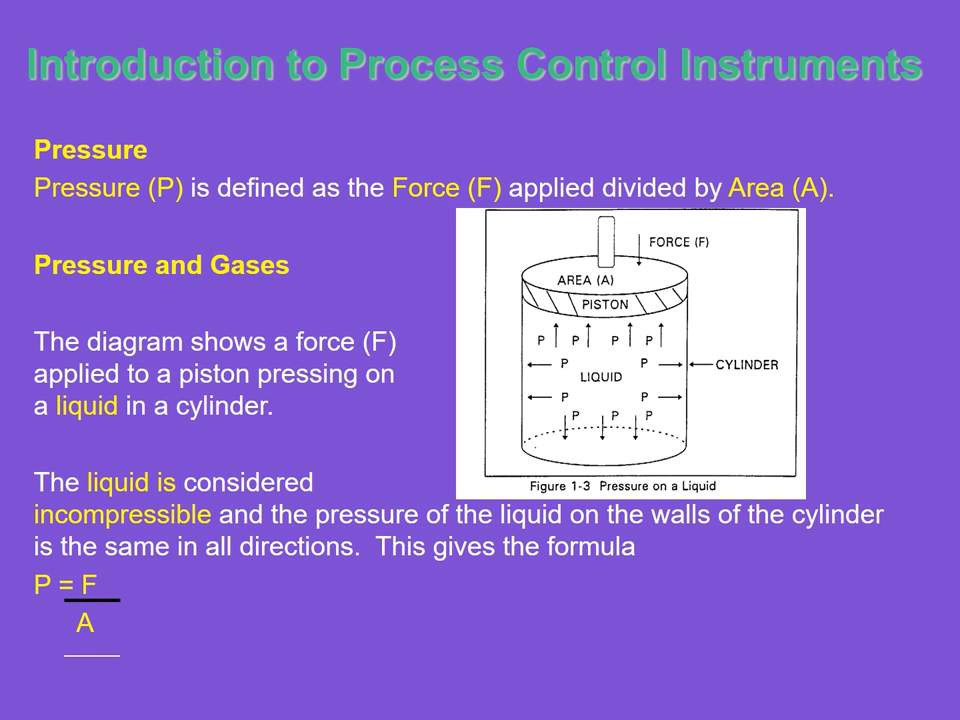 Introduction to Process Control Instruments
Pressure
Pressure (P) is defined as the Force (F) applied divided by Area (A).
Pressure and Gases
The diagram shows a force (F)
applied to a piston pressing on
a liquid in a cylinder.
FORCE (F)
AREA (A)
PISTON
P P P P
P P
LIQUID
CYLINDER
P P
P P P
Figure 1-3 Pressure on a Liquid
The liquid is considered
incompressible and the pressure of the liquid on the walls of the cylinder
is the same in all directions. This gives the formula
P = F
A